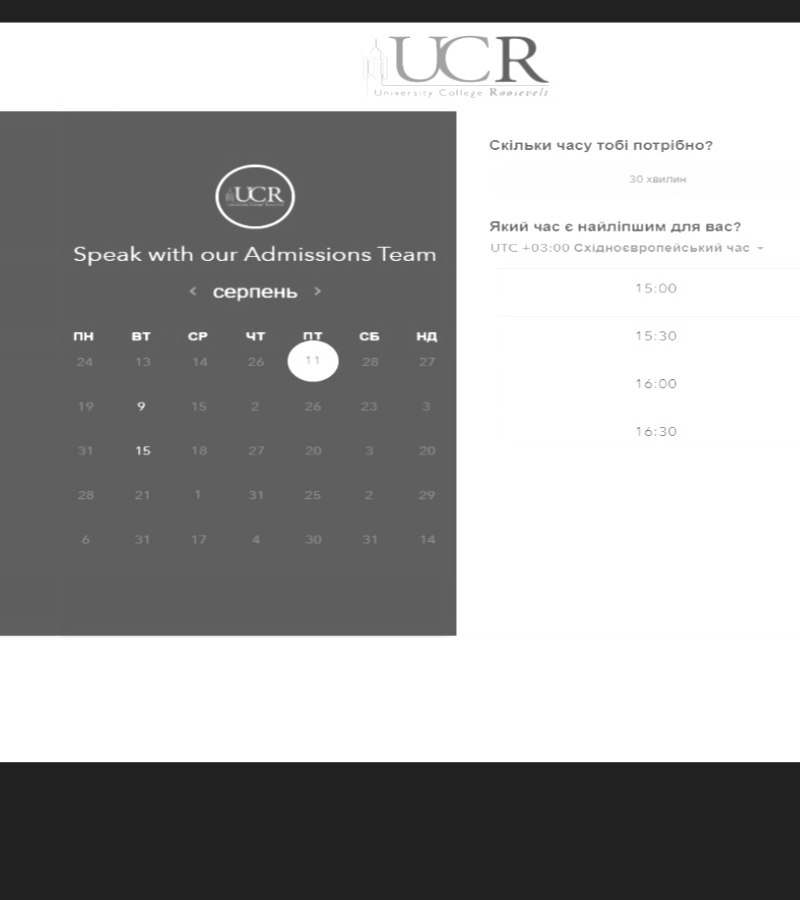 UCR
University College Roosevelt
UCR
Speak with our Admissions Team
< серпень >
ПН ВТ СР ЧТ ПТ СБ НД
24 13 14 26 11 28 27
19 9 15 2 26 23 3
31 15 18 27 20 3 20
28 21 1 31 25 2 29
6 31 17 4 30 31 14
Скільки часу тобі потрібно?
30 хвилин
Який час є найліпшим для вас?
UTC +03:00 Східноєвропейський час
15:00
15:30
16:00
16:30